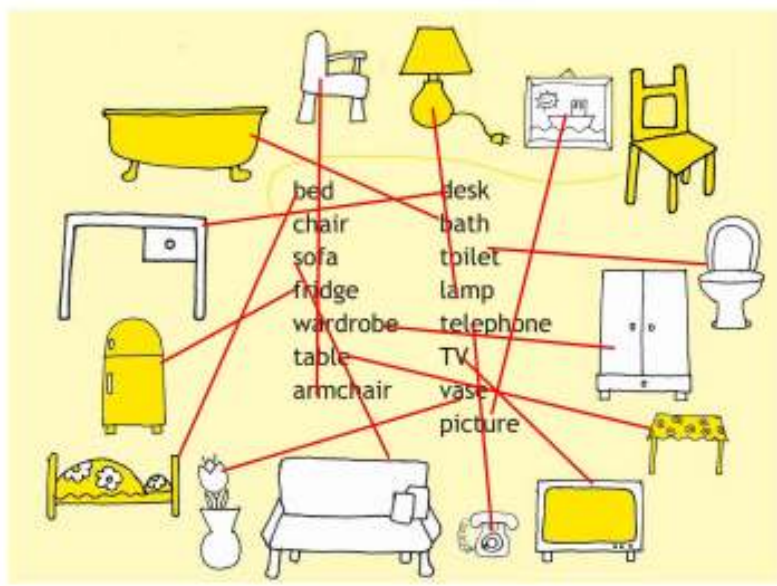 bed
chair
sofa
fridge
wardrobe
table
armchair
desk
bath
toilet
lamp
telephone
TV
vase
picture